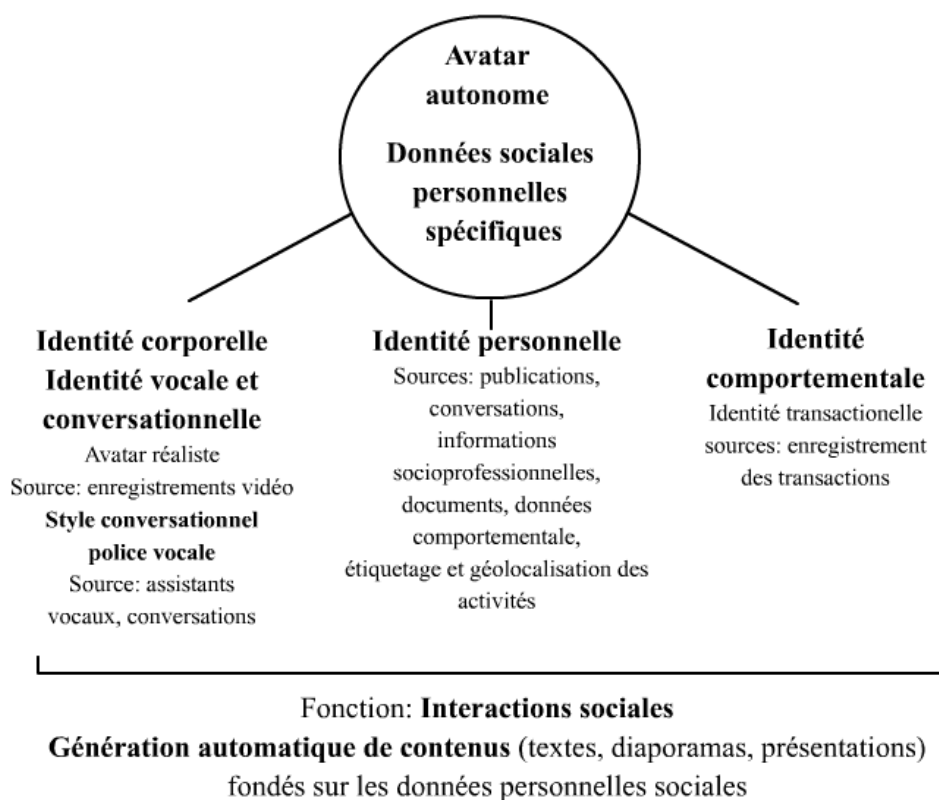 Avatar
autonome
Données sociales
personnelles
spécifiques
Identité corporelle
Identité vocale et
conversationnelle
Avatar réaliste
Source: enregistrements vidéo
Style conversationnel
police vocale
Source: assistants
vocaux, conversations
Identité personnelle
Sources: publications,
conversations,
informations
socioprofessionnelles,
documents, données
comportementale,
étiquetage et géolocalisation des
activités
Identité
comportementale
Identité transactionelle
sources: enregistrement
des transactions
Fonction: Interactions sociales
Génération automatique de contenus (textes, diaporamas, présentations)
fondés sur les données personnelles sociales